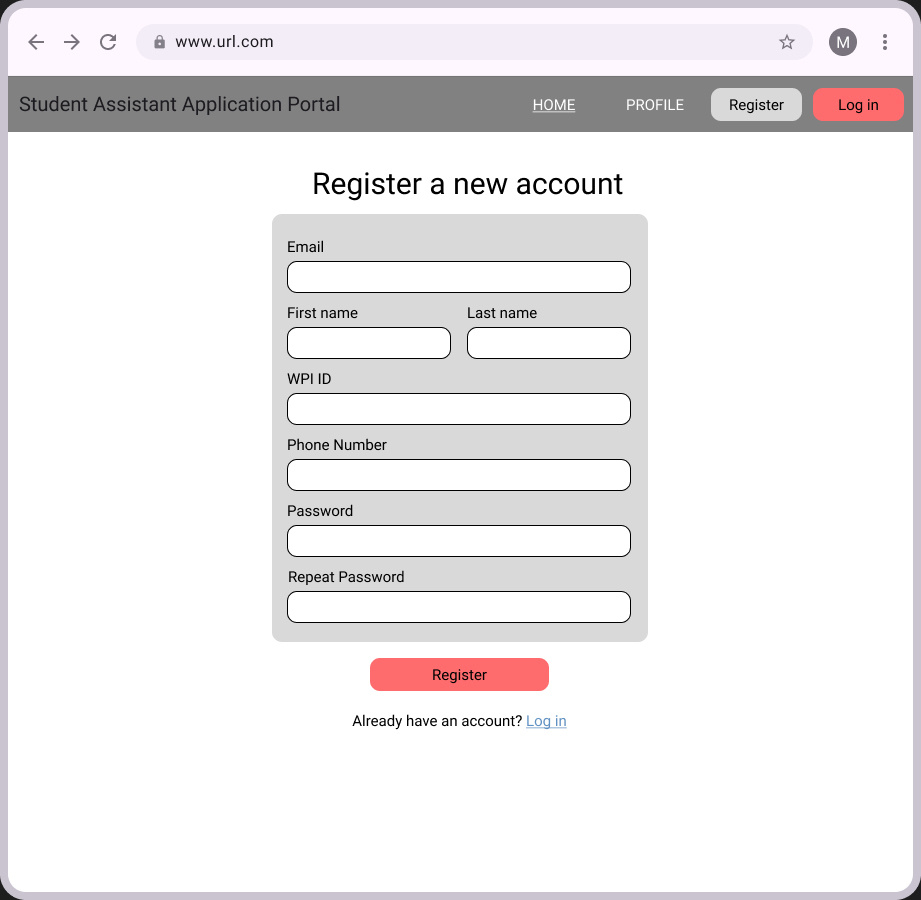 www.url.com
M
Student Assistant Application Portal HOME PROFILE Register Log in
Register a new account
Email
First name Last name
WPI ID
Phone Number
Password
Repeat Password
Register
Already have an account? Log in